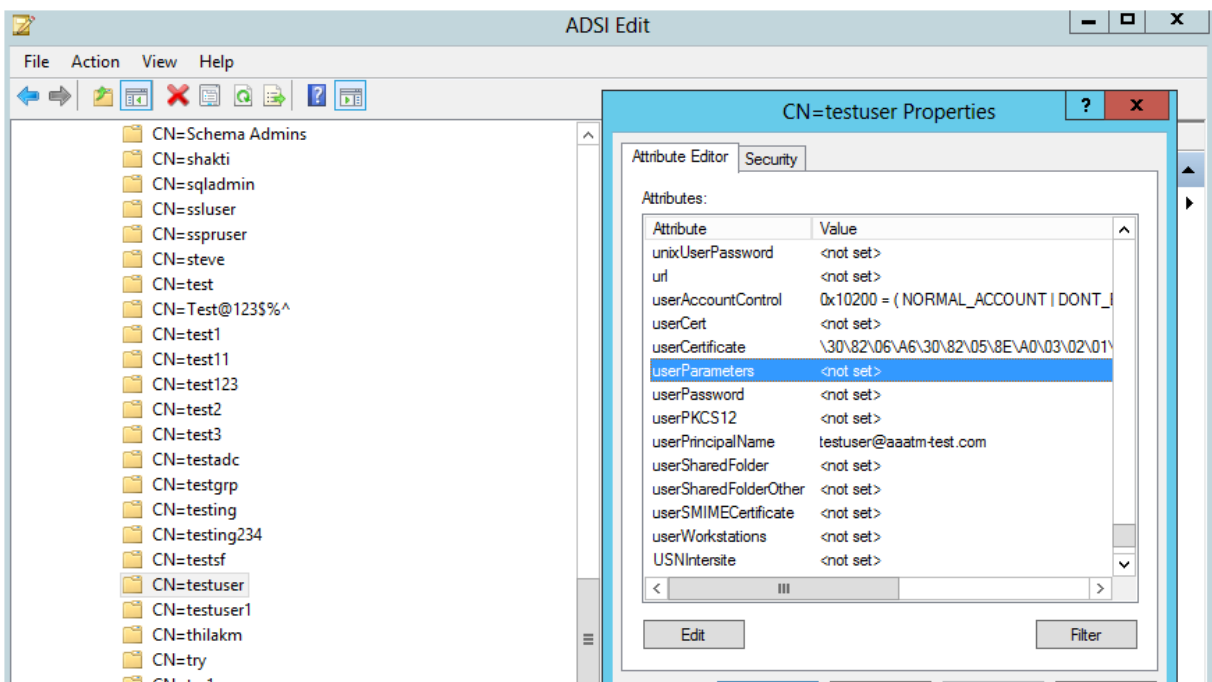 ADSI Edit
File Action View Help
CN=Schema Admins
CN=shakti
CN=sqladmin
CN=ssluser
CN=sspruser
CN=steve
CN=test
CN=Test@123$%^
CN=test1
CN=test11
CN=test123
CN=test2
CN=test3
CN=testadc
CN=testgrp
CN=testing
CN=testing234
CN=testsf
CN=testuser
CN=testuser1
CN=thilakm
CN=try
CN=testuser Properties
Attribute Editor Security
Attributes:
Attribute Value
unixUserPassword <not set>
url <not set>
userAccountControl 0x10200 = ( NORMAL_ACCOUNT | DONT_
userCert <not set>
userCertificate \30\82\06\A6\30\82\05\8E\A0\03\02\01\
userParameters <not set>
userPassword <not set>
userPKCS12 <not set>
userPrincipalName testuser@aaatm-test.com
userSharedFolder <not set>
userSharedFolderOther <not set>
userSMIMECertificate <not set>
userWorkstations <not set>
USNIntersite <not set>
Edit Filter